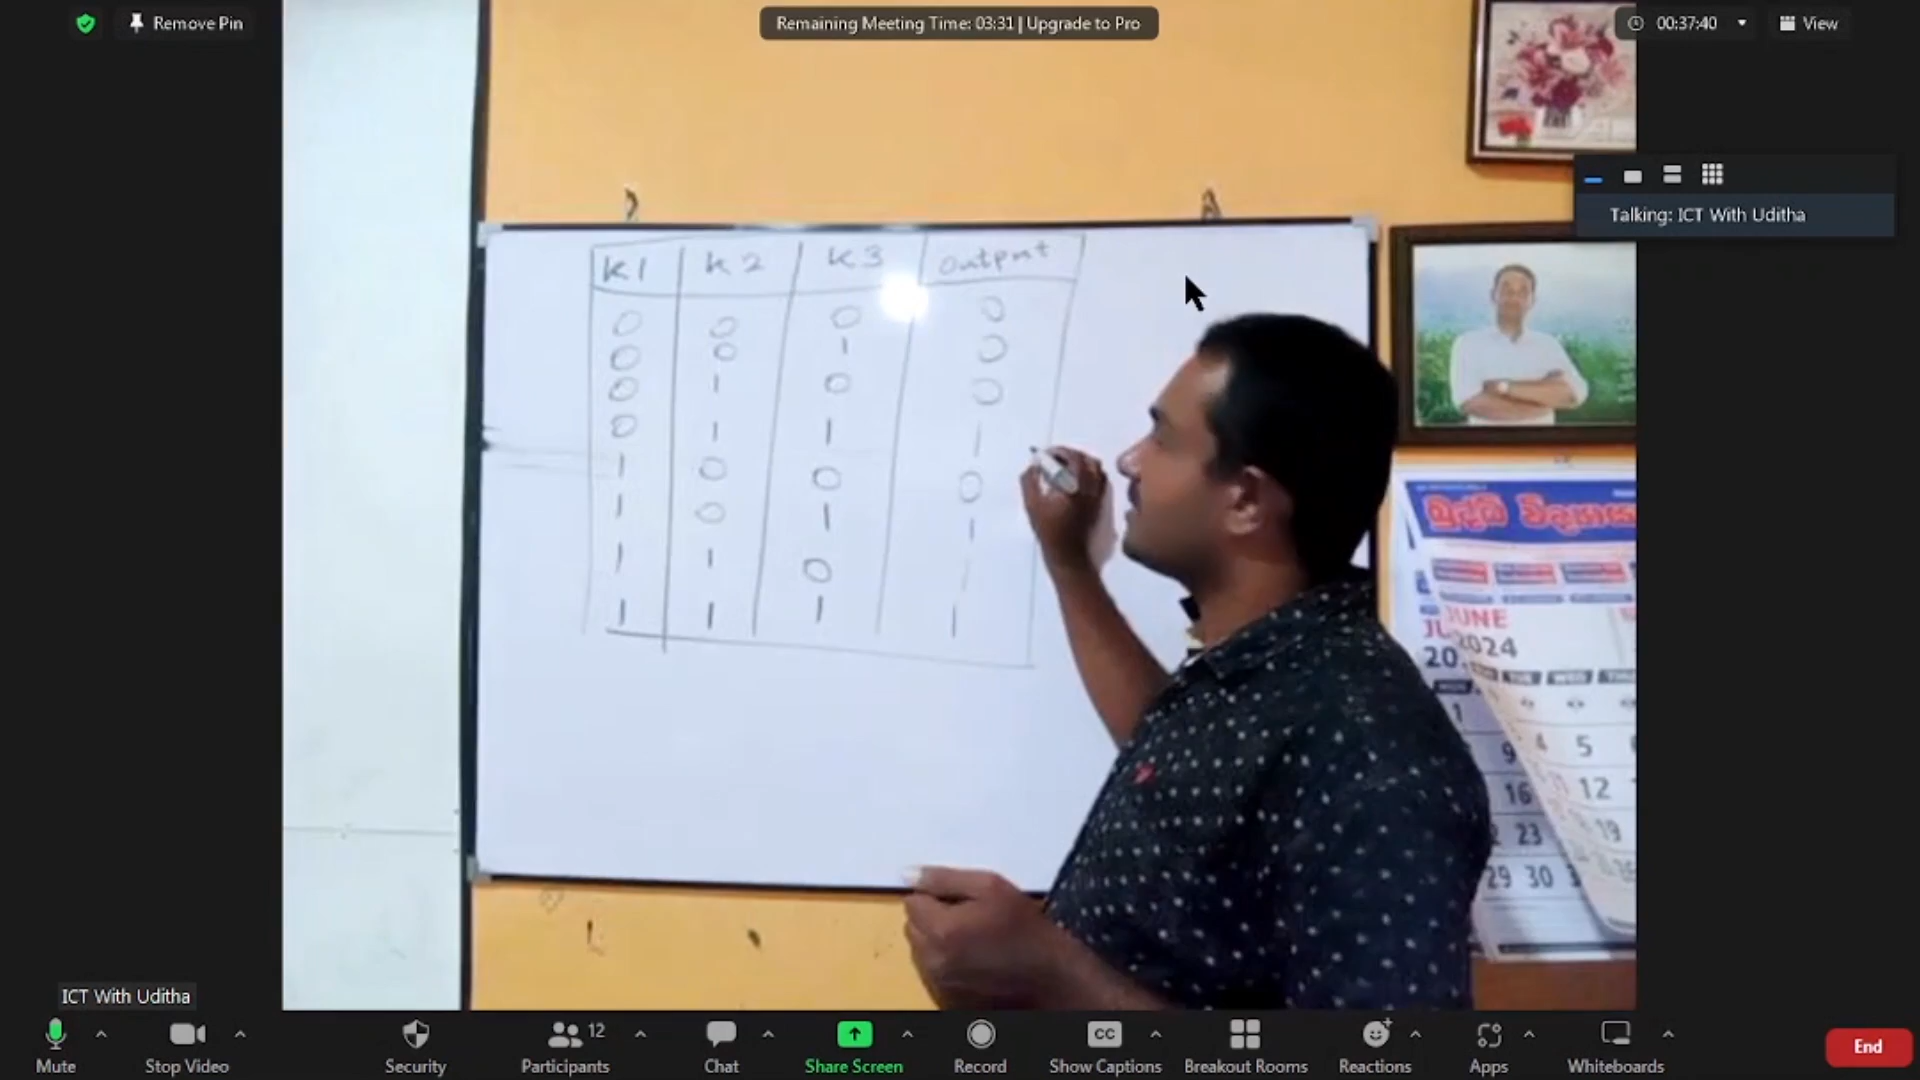 Remove Pin
Remaining Meeting Time: 03:31 | Upgrade to Pro
00:37:40
View
Talking: ICT With Uditha
K1 K2 K3 Output
0 0 0 0
0 0 1 0
0 1 0 0
0 1 1 1
1 0 0 0
1 0 1 1
1 1 0 1
1 1 1 1
JUNE
2024
20
1
4 5
9
16 12
23 19
29 30
ICT With Uditha
Mute
Stop Video
Security
12
Participants
Chat
Share Screen
Record
CC
Show Captions
Breakout Rooms
Reactions
Apps
Whiteboards
End